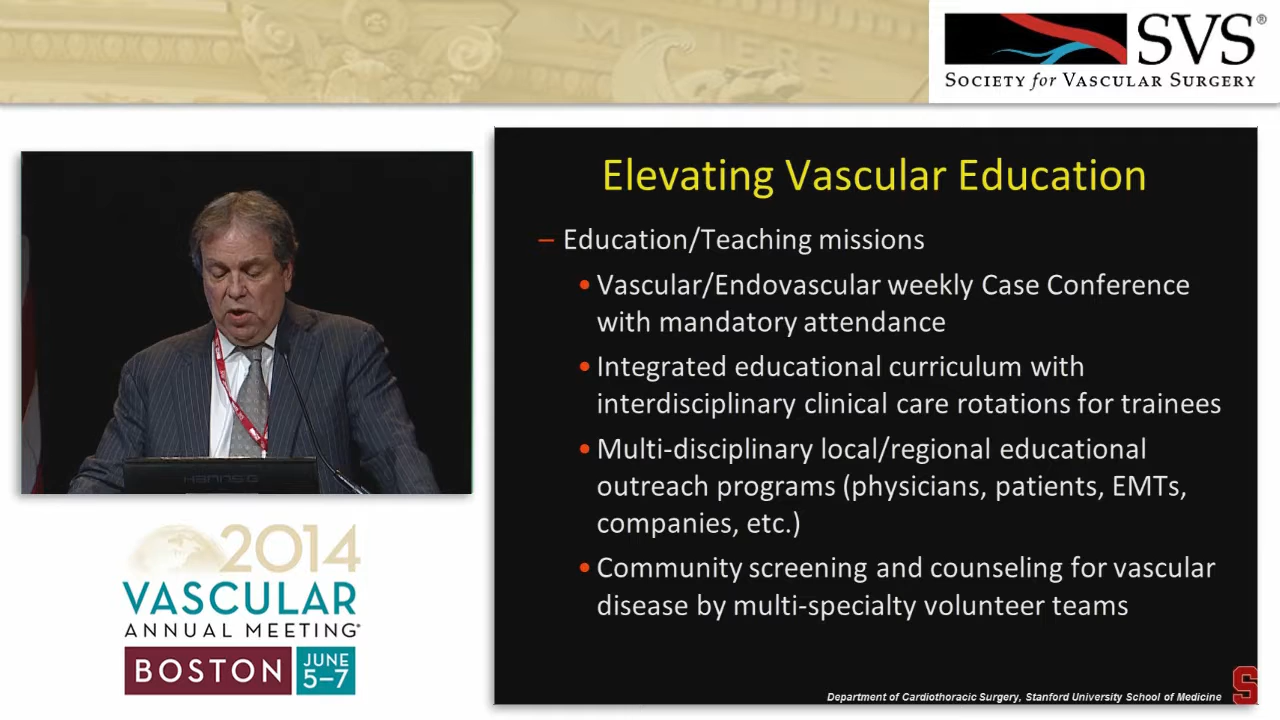 SVS®
SOCIETY for VASCULAR SURGERY
Elevating Vascular Education
– Education/Teaching missions
• Vascular/Endovascular weekly Case Conference
with mandatory attendance
• Integrated educational curriculum with
interdisciplinary clinical care rotations for trainees
• Multi-disciplinary local/regional educational
outreach programs (physicians, patients, EMTs,
companies, etc.)
• Community screening and counseling for vascular
disease by multi-specialty volunteer teams
Department of Cardiothoracic Surgery, Stanford University School of Medicine
S
2014
VASCULAR
ANNUAL MEETING®
BOSTON
JUNE
5–7